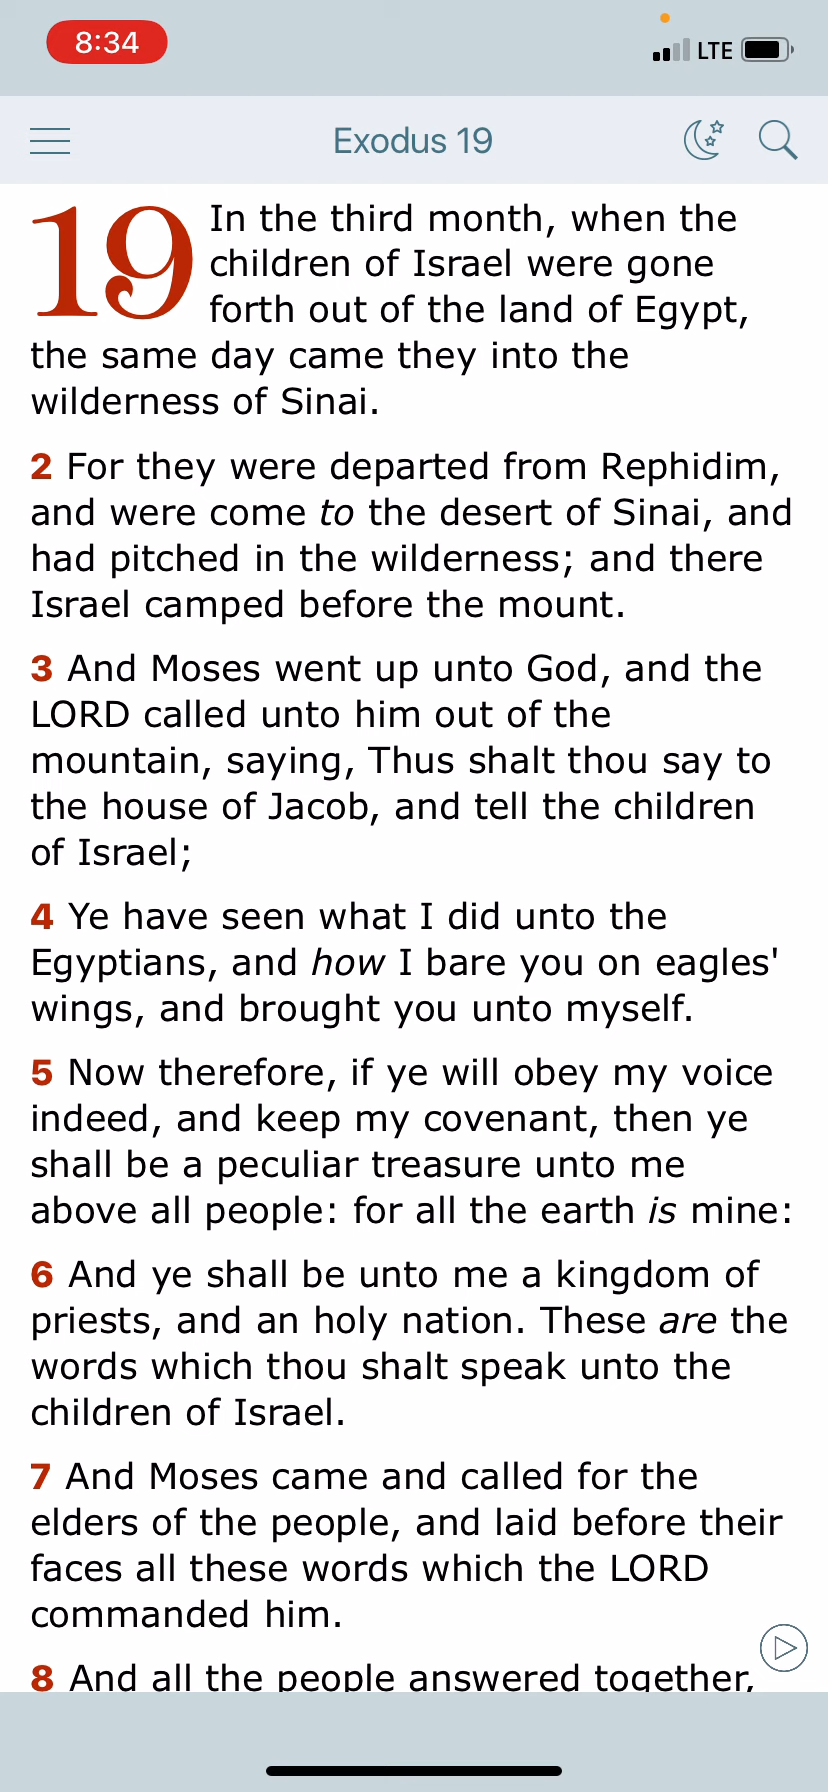 8:34
LTE
Exodus 19
19 In the third month, when the
children of Israel were gone
forth out of the land of Egypt,
the same day came they into the
wilderness of Sinai.
2 For they were departed from Rephidim,
and were come to the desert of Sinai, and
had pitched in the wilderness; and there
Israel camped before the mount.
3 And Moses went up unto God, and the
LORD called unto him out of the
mountain, saying, Thus shalt thou say to
the house of Jacob, and tell the children
of Israel;
4 Ye have seen what I did unto the
Egyptians, and how I bare you on eagles'
wings, and brought you unto myself.
5 Now therefore, if ye will obey my voice
indeed, and keep my covenant, then ye
shall be a peculiar treasure unto me
above all people: for all the earth is mine:
6 And ye shall be unto me a kingdom of
priests, and an holy nation. These are the
words which thou shalt speak unto the
children of Israel.
7 And Moses came and called for the
elders of the people, and laid before their
faces all these words which the LORD
commanded him.
8 And all the people answered together,